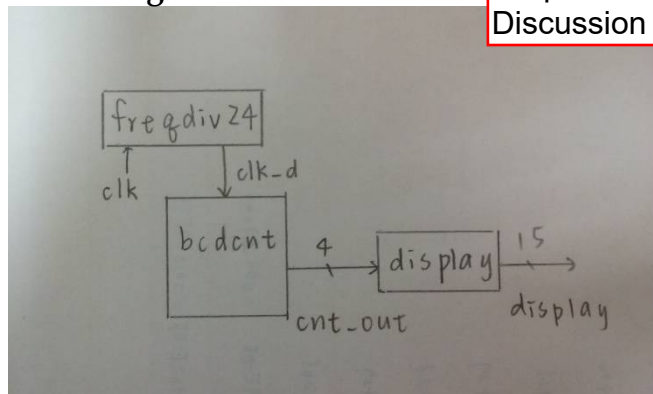 Discussion
freqdiv24
clk
clk_d
bcdcnt
4
display
15
cnt_out
display